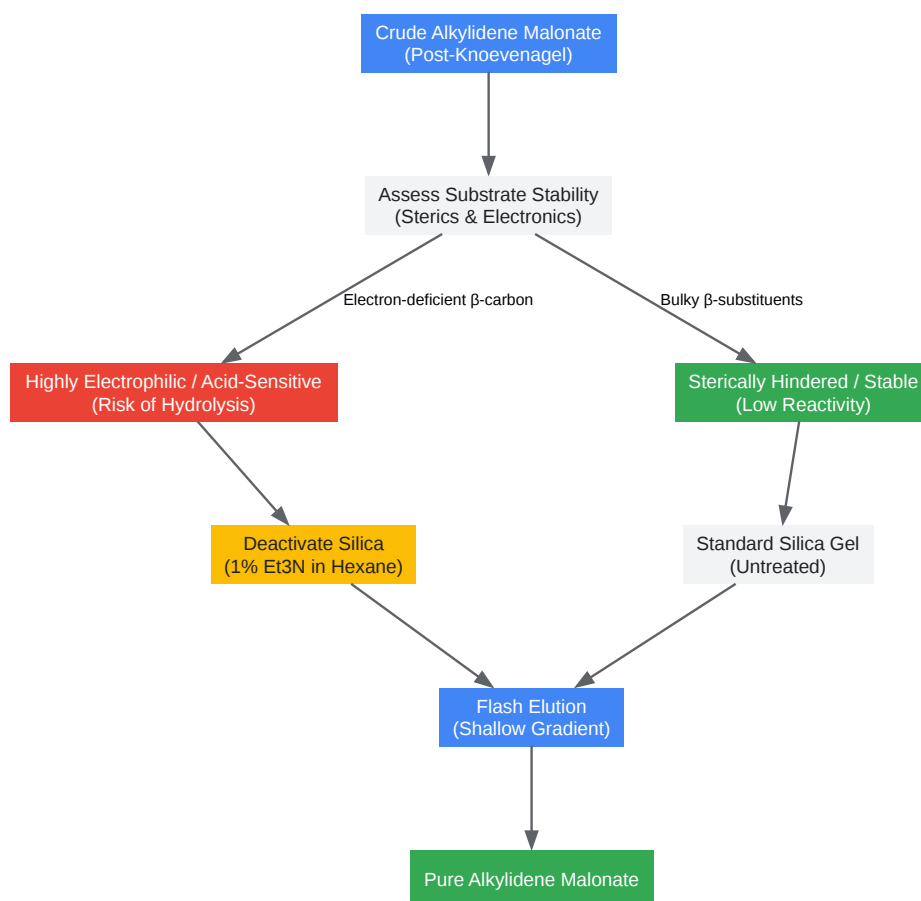 Crude Alkylidene Malonate
(Post-Knoevenagel)
Assess Substrate Stability
(Sterics & Electronics)
Electron-deficient β-carbon
Bulky β-substituents
Highly Electrophilic / Acid-Sensitive
(Risk of Hydrolysis)
Sterically Hindered / Stable
(Low Reactivity)
Deactivate Silica
(1% Et3N in Hexane)
Standard Silica Gel
(Untreated)
Flash Elution
(Shallow Gradient)
Pure Alkylidene Malonate